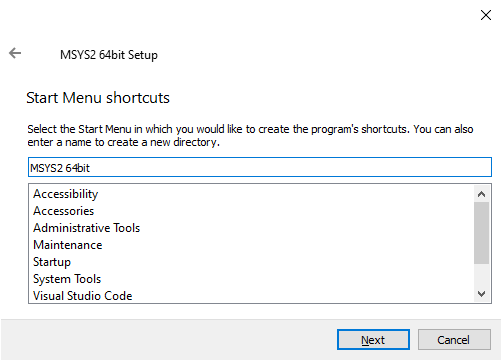 MSYS2 64bit Setup
Start Menu shortcuts
Select the Start Menu in which you would like to create the program's shortcuts. You can also
enter a name to create a new directory.
MSYS2 64bit
Accessibility
Accessories
Administrative Tools
Maintenance
Startup
System Tools
Visual Studio Code
Next
Cancel